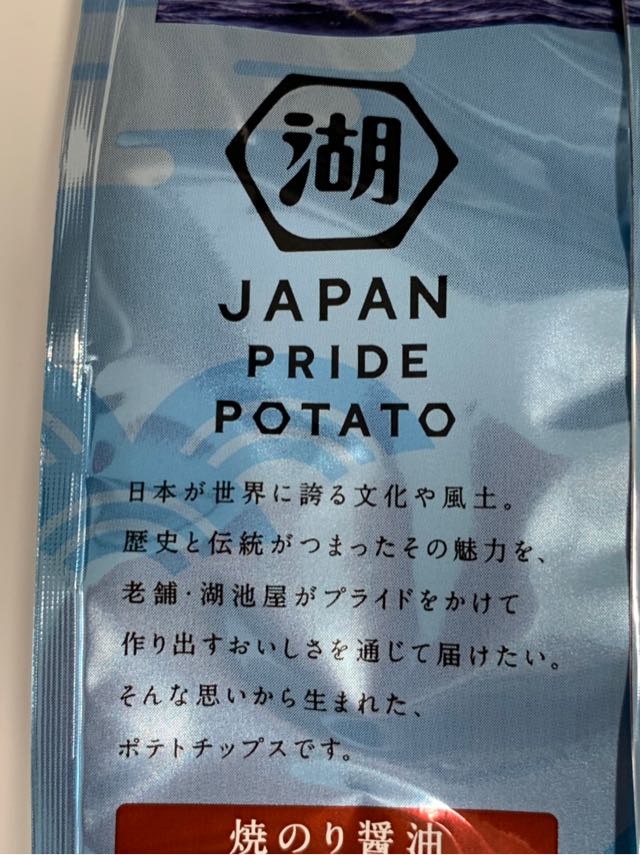 湖
JAPAN
PRIDE
POTATO
日本が世界に誇る文化や風土。
歴史と伝統がつまったその魅力を、
老舗・湖池屋がプライドをかけて
作り出すおいしさを通じて届けたい。
そんな思いから生まれた、
ポテトチップスです。
焼のり醤油